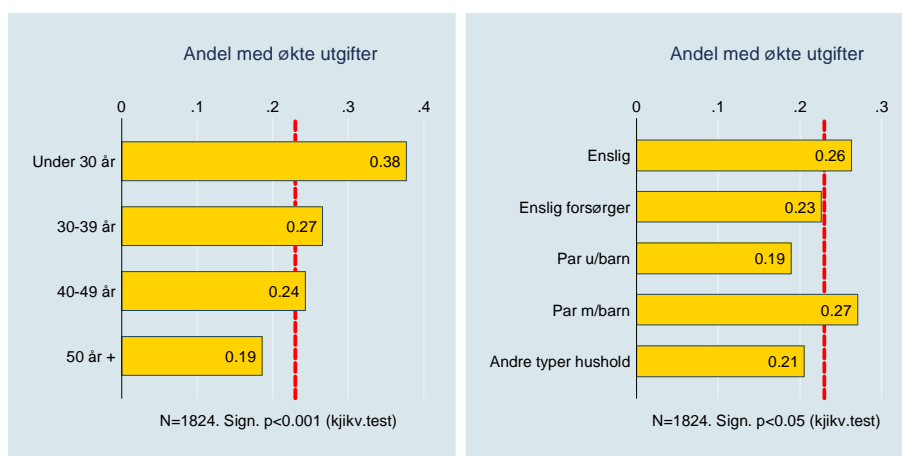 Andel med økte utgifter
0 .1 .2 .3 .4
Under 30 år 0.38
30-39 år 0.27
40-49 år 0.24
50 år + 0.19
N=1824. Sign. p<0.001 (kjikv.test)
Andel med økte utgifter
0 .1 .2 .3
Enslig 0.26
Enslig forsørger 0.23
Par u/barn 0.19
Par m/barn 0.27
Andre typer hushold 0.21
N=1824. Sign. p<0.05 (kjikv.test)